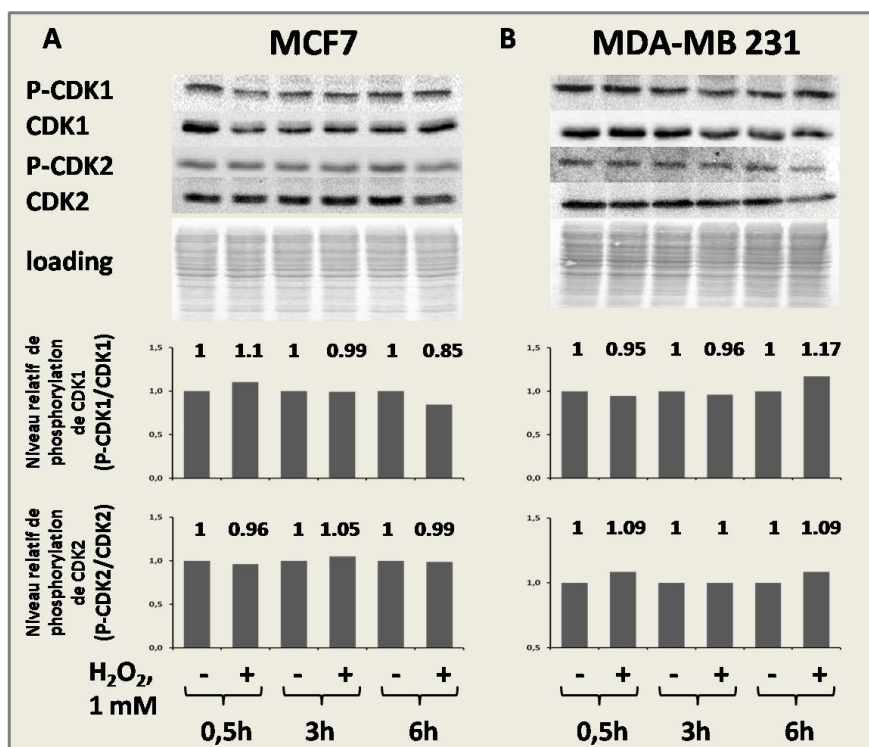 A MCF7 B MDA-MB 231
P-CDK1
CDK1
P-CDK2
CDK2
loading
Niveau relatif de
phosphorylation
de CDK1
(P-CDK1/CDK1)
1,5
1,0
0,5
0,0
1 1.1 1 0.99 1 0.85
1,5
1,0
0,5
0,0
1 0.95 1 0.96 1 1.17
Niveau relatif de
phosphorylation
de CDK2
(P-CDK2/CDK2)
1,5
1,0
0,5
0,0
1 0.96 1 1.05 1 0.99
1,5
1,0
0,5
1 1.09 1 1 1 1.09
H₂O₂, - + - + - + - + - + - +
1 mM
0,5h 3h 6h 0,5h 3h 6h